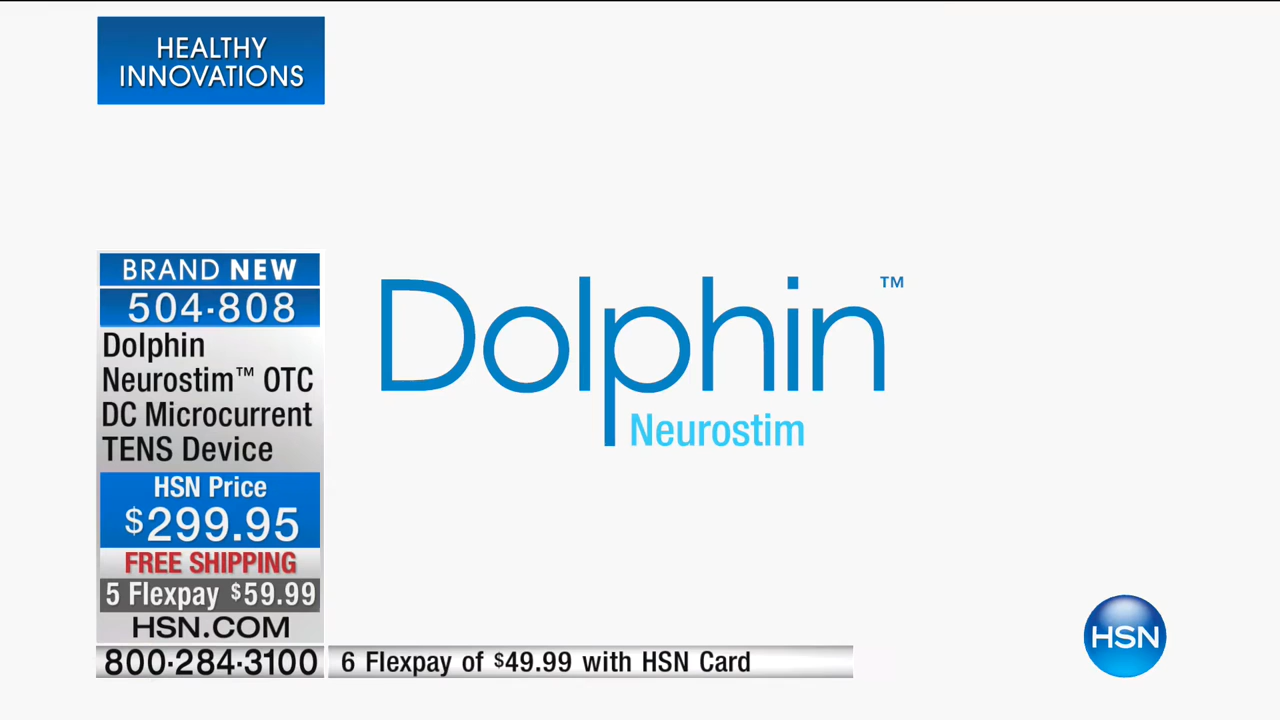 HEALTHY
INNOVATIONS
BRAND NEW
504·808
Dolphin
Neurostim™ OTC
DC Microcurrent
TENS Device
HSN Price
$299.95
FREE SHIPPING
5 Flexpay $59.99
HSN.COM
800·284·3100
6 Flexpay of $49.99 with HSN Card
Dolphin™
Neurostim
HSN